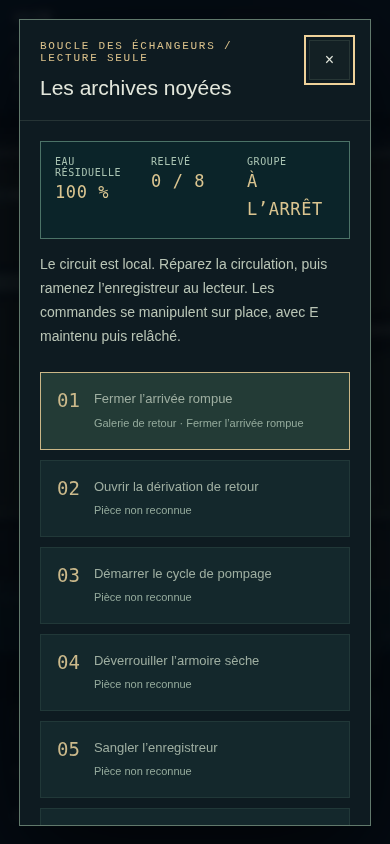 BOUCLE DES ÉCHANGEURS /
LECTURE SEULE
Les archives noyées
×
EAU
RÉSIDUELLE
100 %
RELEVÉ
0 / 8
GROUPE
À
L’ARRÊT
Le circuit est local. Réparez la circulation, puis
ramenez l’enregistreur au lecteur. Les
commandes se manipulent sur place, avec E
maintenu puis relâché.
01 Fermer l’arrivée rompue
Galerie de retour · Fermer l’arrivée rompue
02 Ouvrir la dérivation de retour
Pièce non reconnue
03 Démarrer le cycle de pompage
Pièce non reconnue
04 Déverrouiller l’armoire sèche
Pièce non reconnue
05 Sangler l’enregistreur
Pièce non reconnue